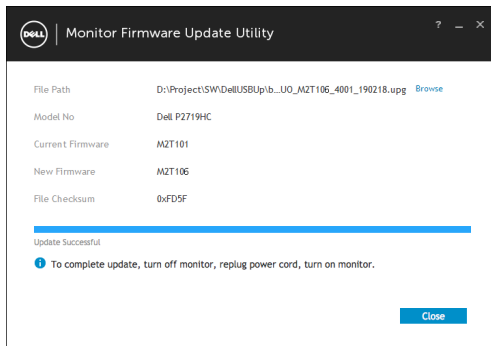 DELL Monitor Firmware Update Utility ? _ ×
File Path D:\Project\SW\DellUSBUp\b...UO_M2T106_4001_190218.upg Browse
Model No Dell P2719HC
Current Firmware M2T101
New Firmware M2T106
File Checksum 0xFD5F
Update Successful
i To complete update, turn off monitor, replug power cord, turn on monitor.
Close